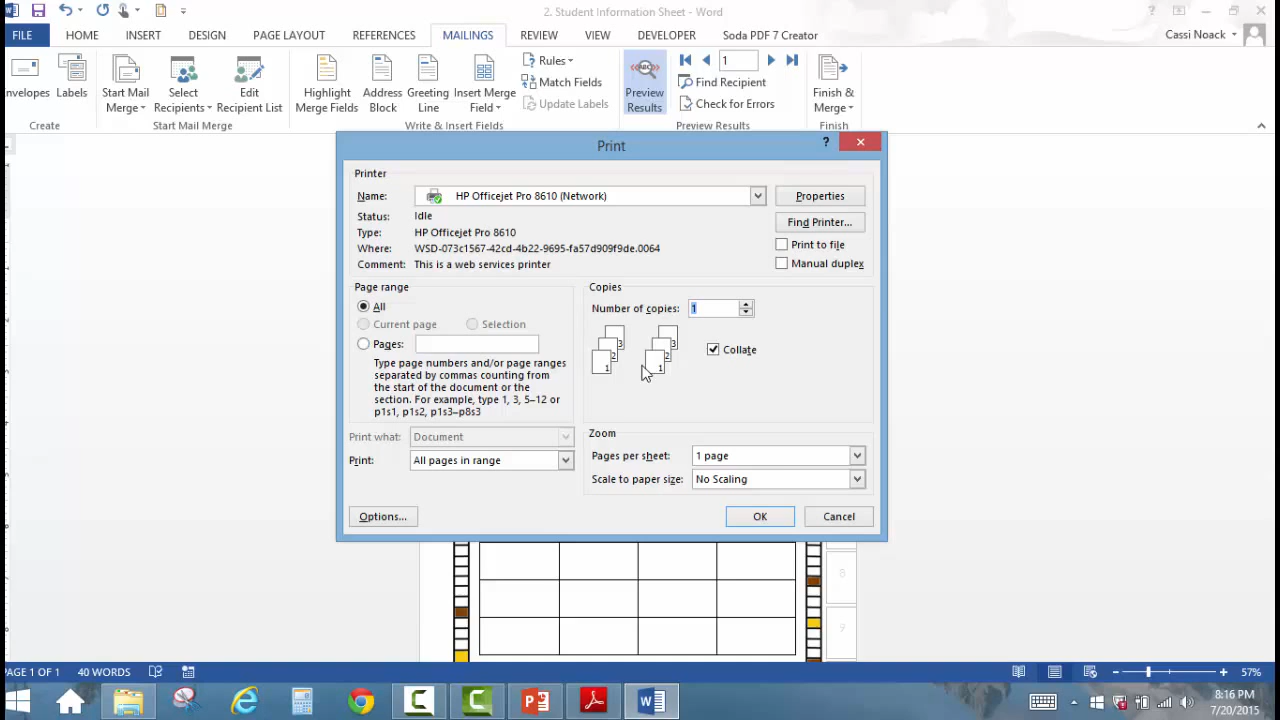 2. Student Information Sheet - Word
FILE HOME INSERT DESIGN PAGE LAYOUT REFERENCES MAILINGS REVIEW VIEW DEVELOPER Soda PDF 7 Creator Cassi Noack
nvelopes Labels Start Mail Merge Select Recipients Edit Recipient List Highlight Merge Fields Address Block Greeting Line Insert Merge Field Rules Match Fields Update Labels ABC Preview Results 1 Find Recipient Check for Errors Finish & Merge
Create Start Mail Merge Write & Insert Fields Preview Results Finish
Print
Printer
Name: HP Officejet Pro 8610 (Network) Properties
Status: Idle Find Printer...
Type: HP Officejet Pro 8610
Where: WSD-073c1567-42cd-4b22-9695-fa57d909f9de.0064 Print to file
Comment: This is a web services printer Manual duplex
Page range
All
Current page Selection
Pages:
Type page numbers and/or page ranges
separated by commas counting from
the start of the document or the
section. For example, type 1, 3, 5–12 or
p1s1, p1s2, p1s3–p8s3
Copies
Number of copies: 1
3 3
2 2
1 1
Collate
Print what: Document
Print: All pages in range
Zoom
Pages per sheet: 1 page
Scale to paper size: No Scaling
Options... OK Cancel
8
9
PAGE 1 OF 1 40 WORDS 57%
8:16 PM
7/20/2015